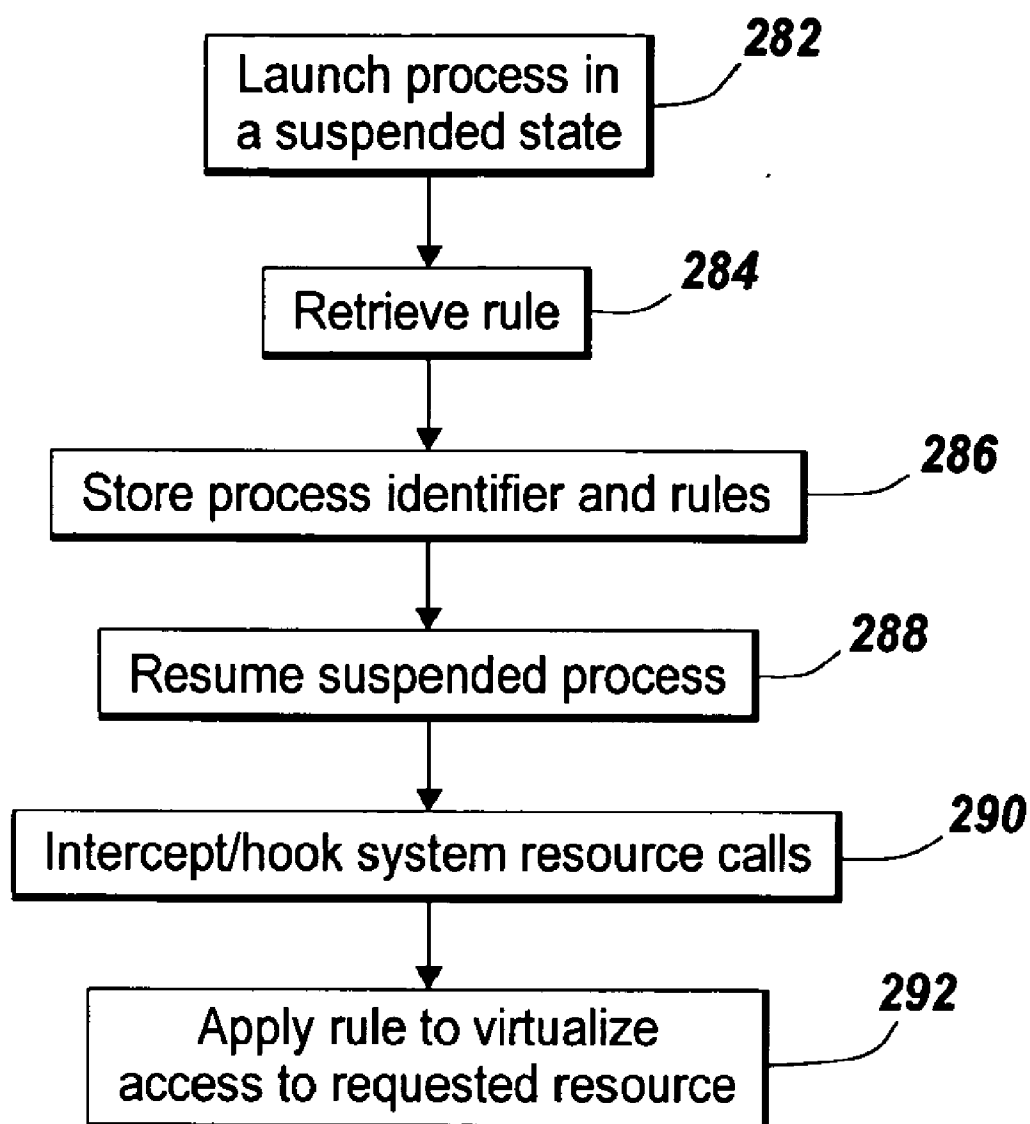 282
Launch process in
a suspended state
284
Retrieve rule
286
Store process identifier and rules
288
Resume suspended process
290
Intercept/hook system resource calls
292
Apply rule to virtualize
access to requested resource